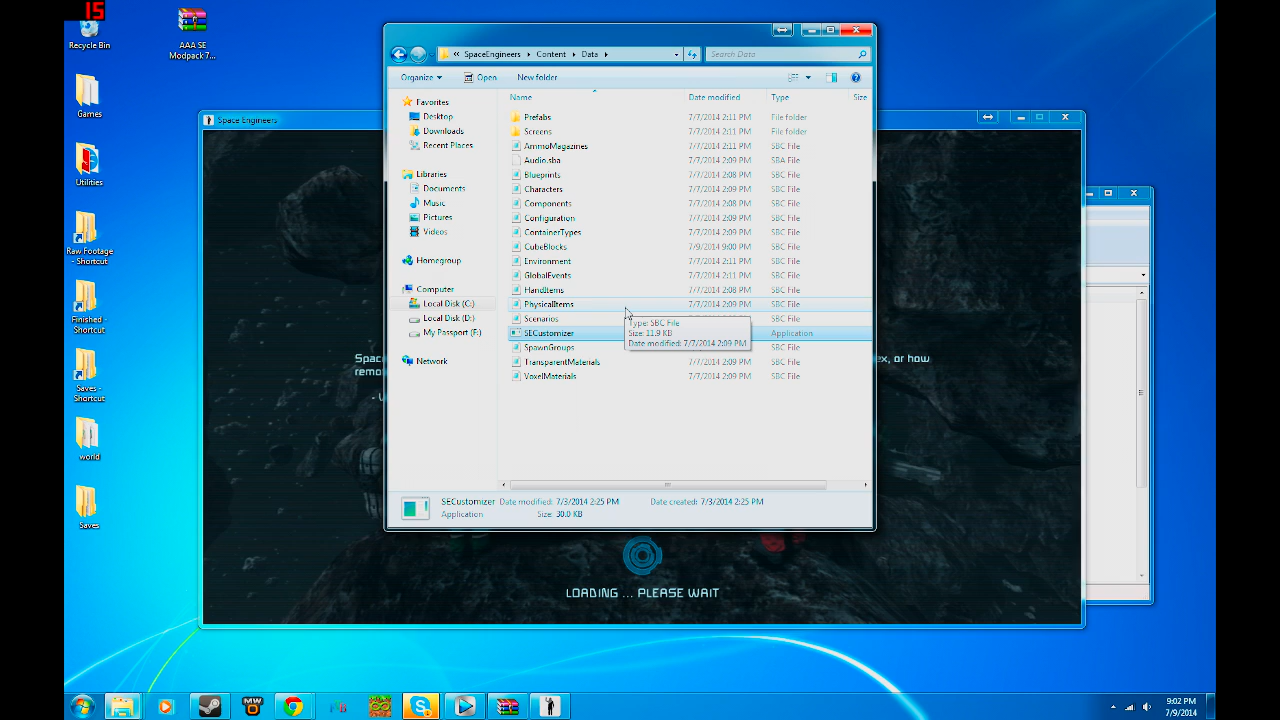 15
Recycle Bin
AAA SE
Modpack 7...
Games
Utilities
Raw Footage
- Shortcut
Finished -
Shortcut
Saves -
Shortcut
world
Saves
Space Engineers
« SpaceEngineers Content Data
Search Data
Organize Open New folder
Favorites
Desktop
Downloads
Recent Places
Libraries
Documents
Music
Pictures
Videos
Homegroup
Computer
Local Disk (C:)
Local Disk (D:)
My Passport (F:)
Network
Name Date modified Type Size
Prefabs 7/7/2014 2:11 PM File folder
Screens 7/7/2014 2:11 PM File folder
AmmoMagazines 7/7/2014 2:11 PM SBC File
Audio.sba 7/7/2014 2:11 PM SBA File
Blueprints 7/7/2014 2:08 PM SBC File
Characters 7/7/2014 2:09 PM SBC File
Components 7/7/2014 2:08 PM SBC File
Configuration 7/7/2014 2:09 PM SBC File
ContainerTypes 7/7/2014 2:09 PM SBC File
CubeBlocks 7/9/2014 9:00 PM SBC File
Environment 7/7/2014 2:11 PM SBC File
GlobalEvents 7/7/2014 2:11 PM SBC File
HandItems 7/7/2014 2:08 PM SBC File
PhysicalItems 7/7/2014 2:09 PM SBC File
Scenarios SBC File
SECustomizer Application
SpawnGroups SBC File
TransparentMaterials 7/7/2014 2:09 PM SBC File
VoxelMaterials 7/7/2014 2:09 PM SBC File
Type: SBC File
Size: 11.9 KB
Date modified: 7/7/2014 2:09 PM
SECustomizer Date modified: 7/3/2014 2:25 PM Date created: 7/3/2014 2:25 PM
Application Size: 30.0 KB
or how
LOADING ... PLEASE WAIT
9:02 PM
7/9/2014